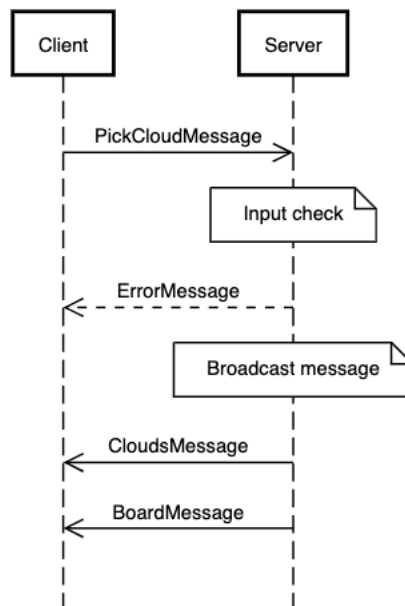 Client
Server
PickCloudMessage
Input check
ErrorMessage
Broadcast message
CloudsMessage
BoardMessage